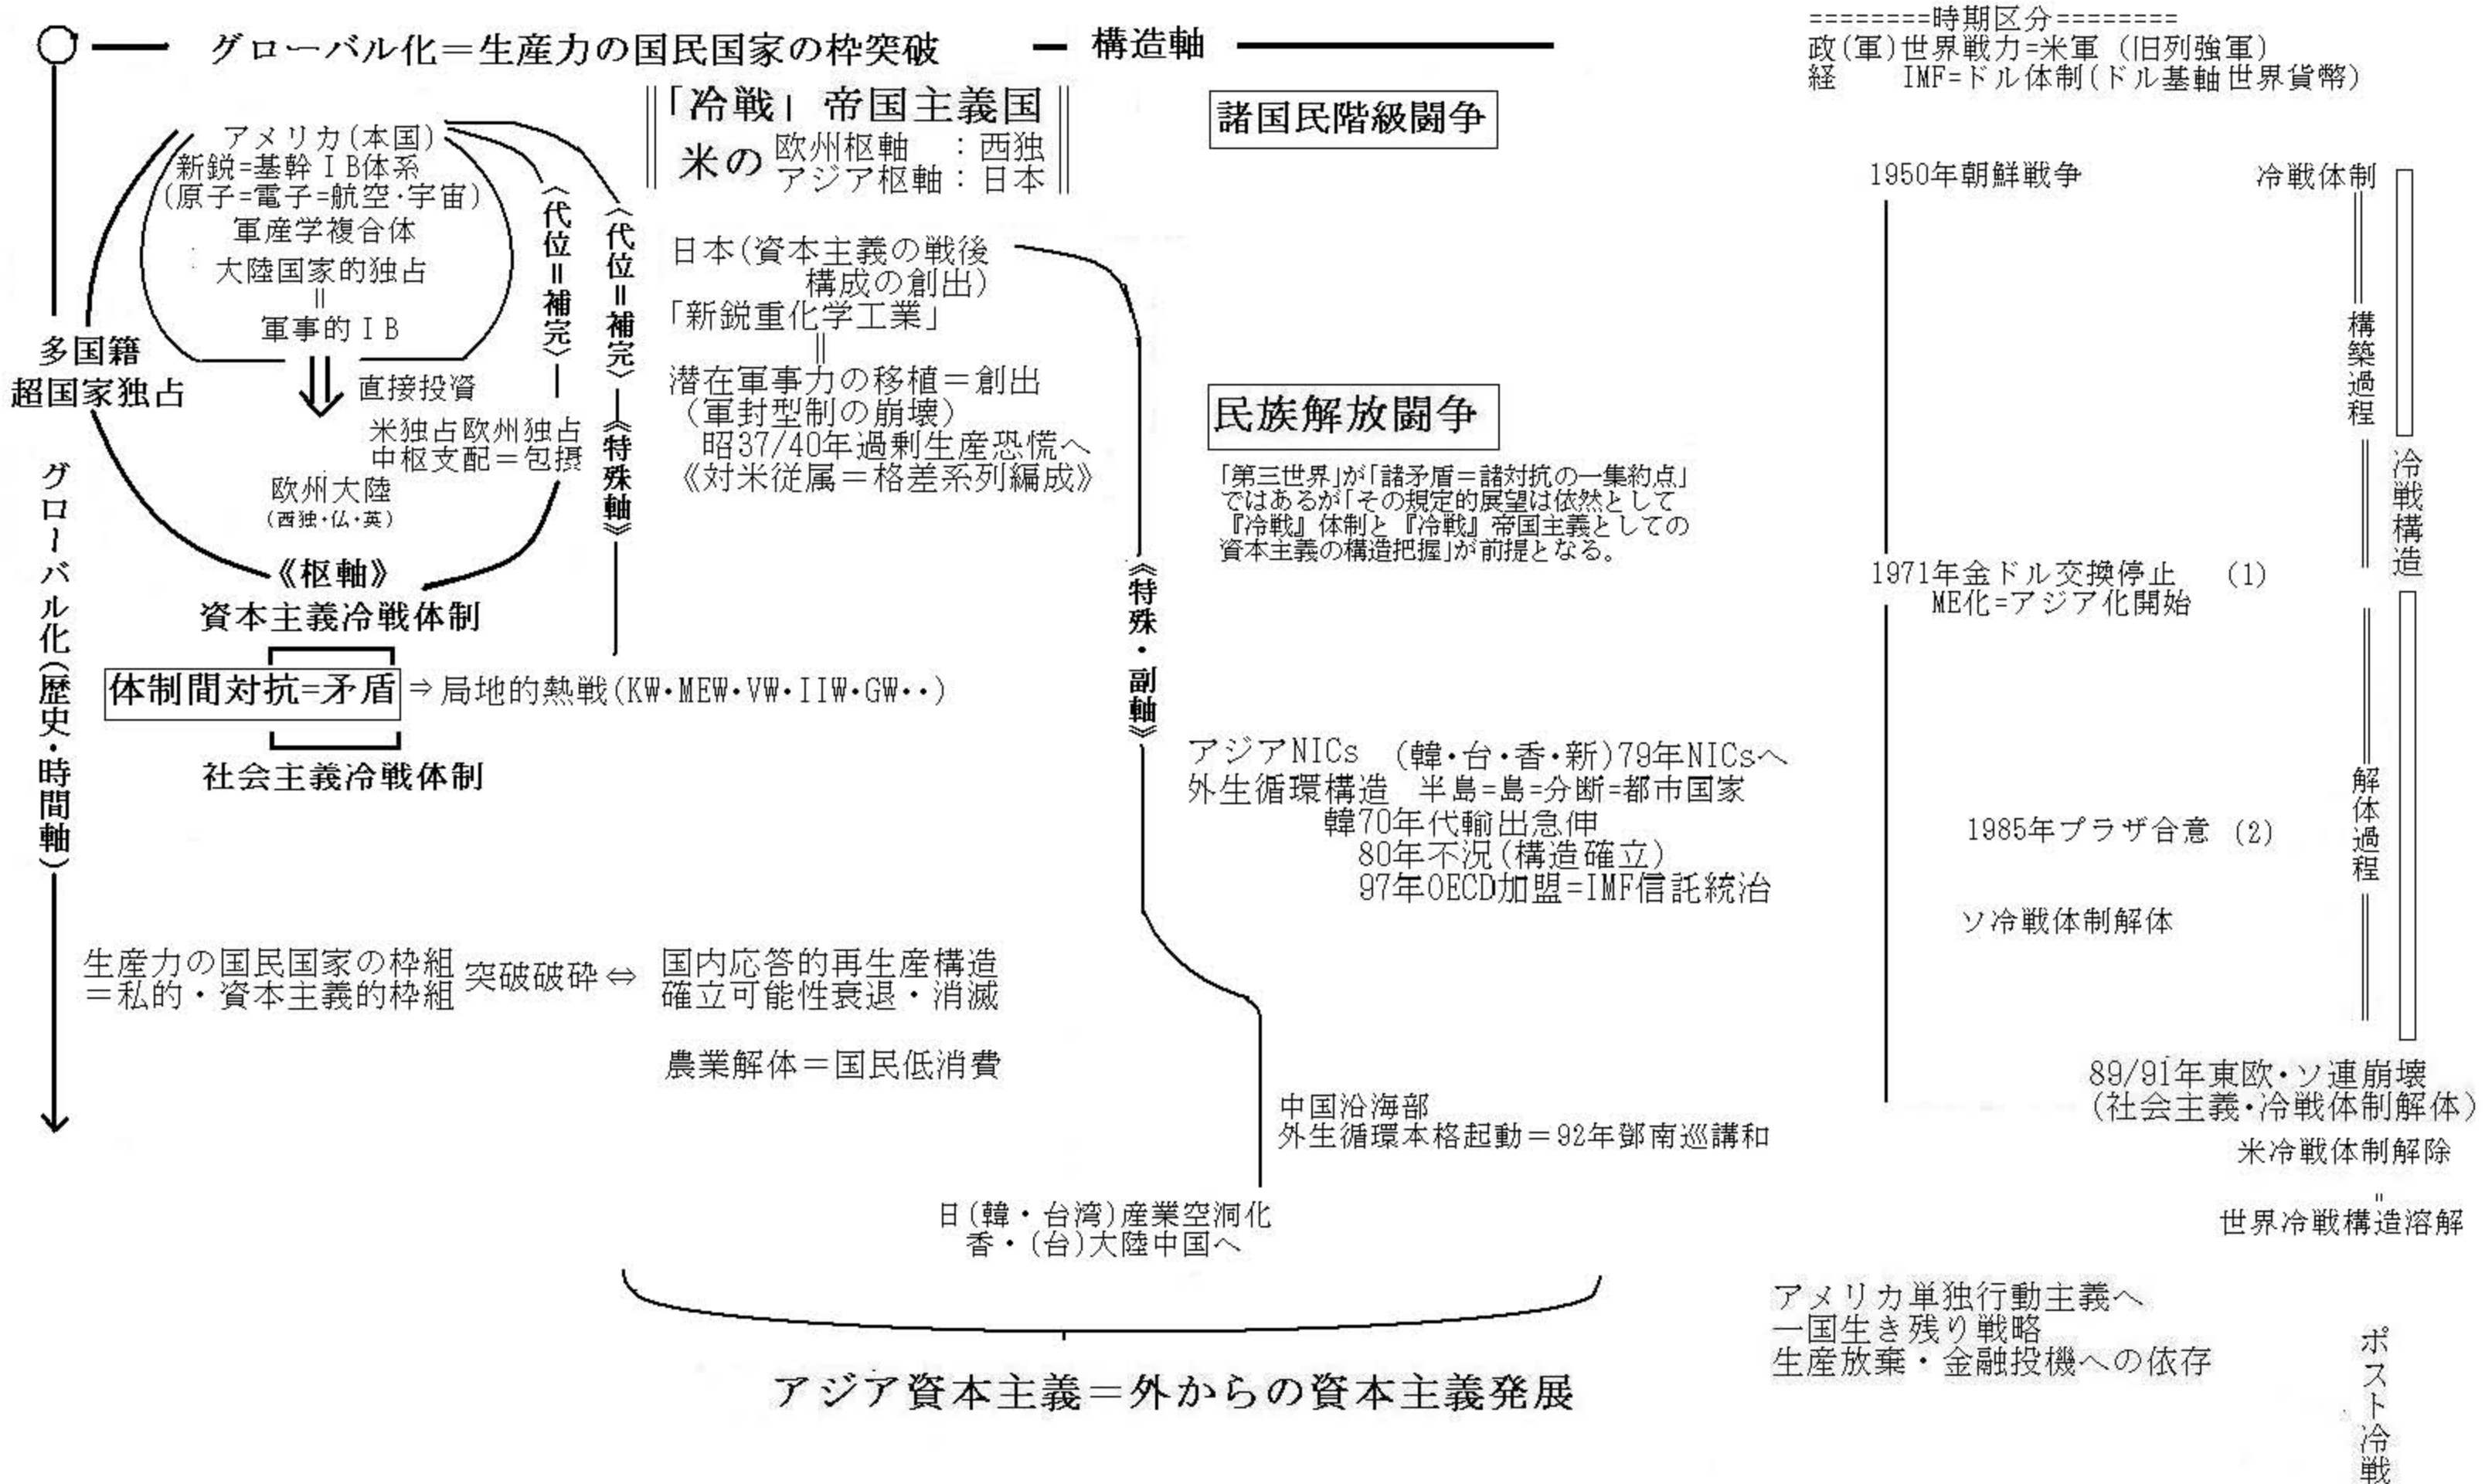 グローバル化＝生産力の国民国家の枠突破 ー 構造軸
========時期区分========
政(軍)世界戦力=米軍（旧列強軍）
経 IMF=ドル体制(ドル基軸世界貨幣)
「冷戦」帝国主義国
米の
欧州枢軸 ：西独
アジア枢軸：日本
諸国民階級闘争
アメリカ(本国)
新鋭=基幹ＩB体系
(原子=電子=航空･宇宙)
軍産学複合体
大陸国家的独占
||
軍事的ＩB
多国籍
超国家独占
直接投資
米独占欧州独占
中枢支配＝包摂
欧州大陸
(西独･仏･英)
《枢軸》
資本主義冷戦体制
〈代位＝補完〉
〈代位＝補完〉
《特殊軸》
体制間対抗=矛盾
⇒局地的熱戦(KW･MEW･VW･IIW･GW･･)
社会主義冷戦体制
グローバル化(歴史・時間軸)
日本(資本主義の戦後
構成の創出)
「新鋭重化学工業」
||
潜在軍事力の移植＝創出
(軍封型制の崩壊)
昭37/40年過剰生産恐慌へ
《対米従属＝格差系列編成》
《特殊・副軸》
民族解放闘争
「第三世界」が「諸矛盾＝諸対抗の一集約点」
ではあるが「その規定的展望は依然として
『冷戦』体制と『冷戦』帝国主義としての
資本主義の構造把握」が前提となる。
アジアNICs (韓･台･香･新)79年NICsへ
外生循環構造 半島=島=分断=都市国家
韓70年代輸出急伸
80年不況(構造確立)
97年OECD加盟=IMF信託統治
生産力の国民国家の枠組
＝私的・資本主義的枠組
突破破砕⇔
国内応答的再生産構造
確立可能性衰退・消滅
農業解体＝国民低消費
中国沿海部
外生循環本格起動＝92年鄧南巡講和
日(韓・台湾)産業空洞化
香・(台)大陸中国へ
アジア資本主義＝外からの資本主義発展
1950年朝鮮戦争
冷戦体制
構築過程
冷戦構造
1971年金ドル交換停止 (1)
ME化=アジア化開始
解体過程
1985年プラザ合意 (2)
ソ冷戦体制解体
89/91年東欧･ソ連崩壊
(社会主義･冷戦体制解体)
米冷戦体制解除
"
世界冷戦構造溶解
アメリカ単独行動主義へ
一国生き残り戦略
生産放棄・金融投機への依存
ポスト冷戦